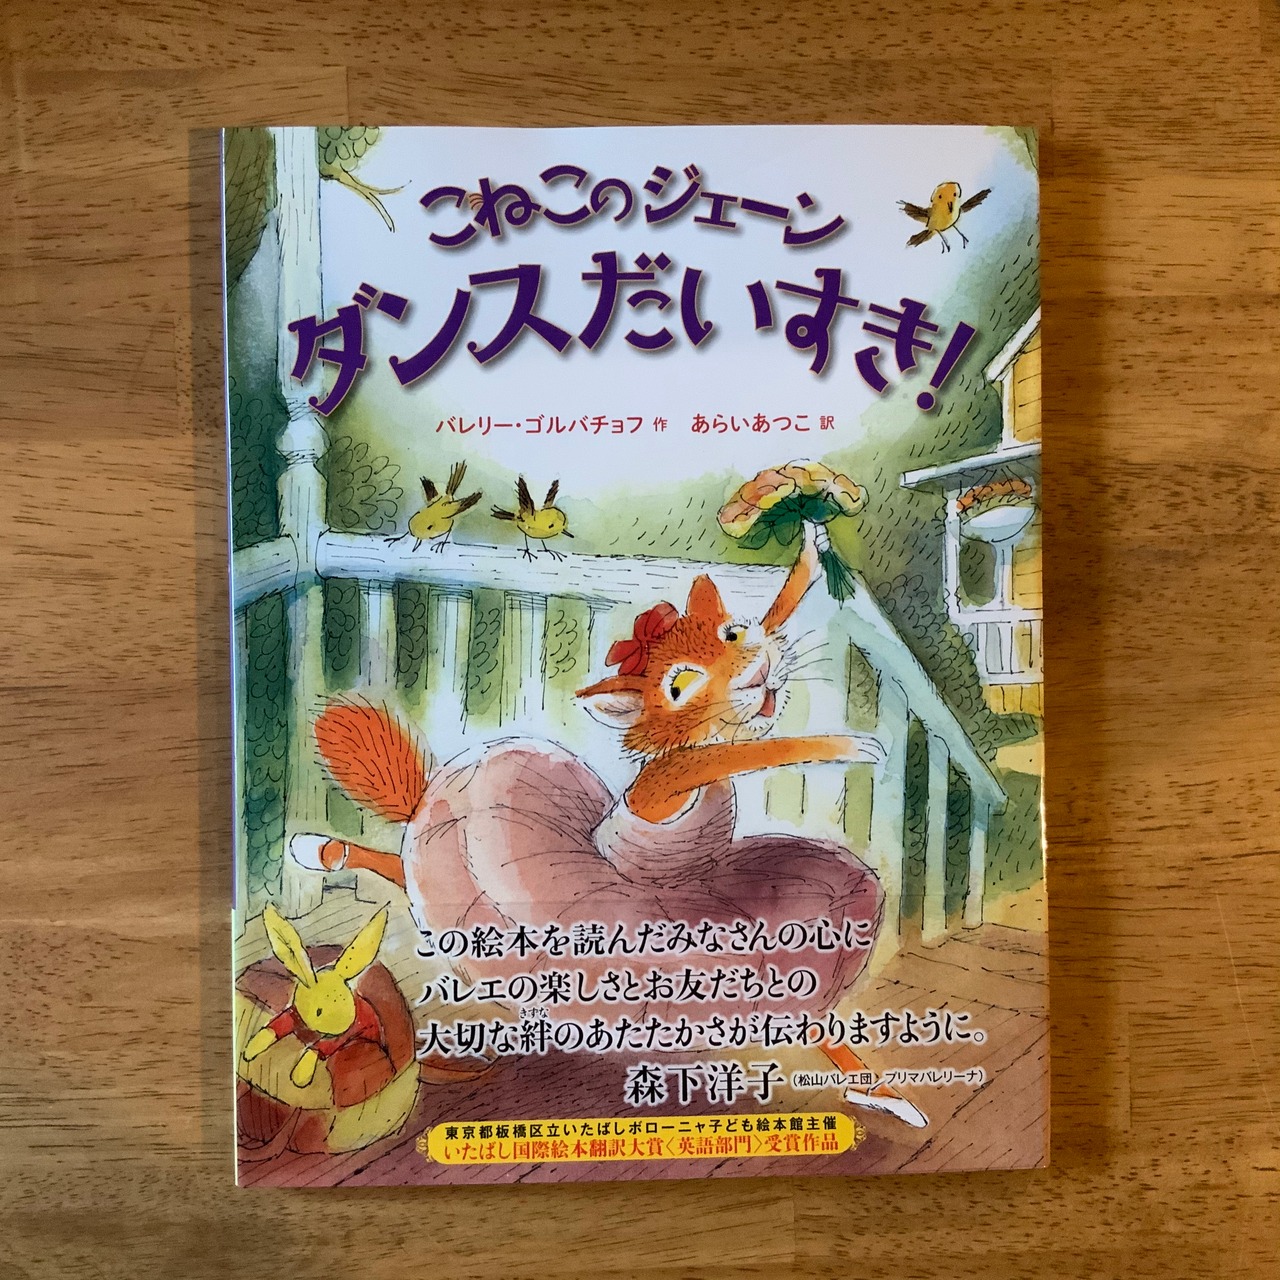 こねこのジェーン
ダンスだいすき!
バレリー・ゴルバチョフ 作 あらいあつこ 訳
この絵本を読んだみなさんの心に
バレエの楽しさとお友だちとの
きずな
大切な絆のあたたかさが伝わりますように。
森下洋子(松山バレエ団・プリマバレリーナ)
東京都板橋区立いたばしボローニャ子ども絵本館主催
いたばし国際絵本翻訳大賞〈英語部門〉受賞作品